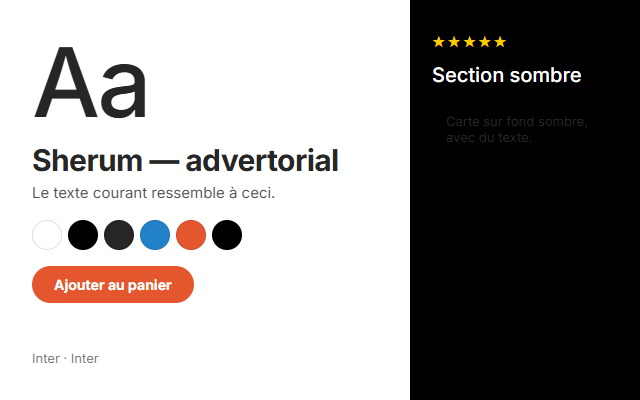 Aa
Sherum — advertorial
Le texte courant ressemble à ceci.
Ajouter au panier
Inter · Inter
★★★★★
Section sombre
Carte sur fond sombre,
avec du texte.